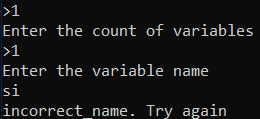 >1
Enter the count of variables
>1
Enter the variable name
si
incorrect_name. Try again